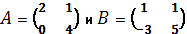 A = (2 1
0 4) и B = (1 1
3 5)